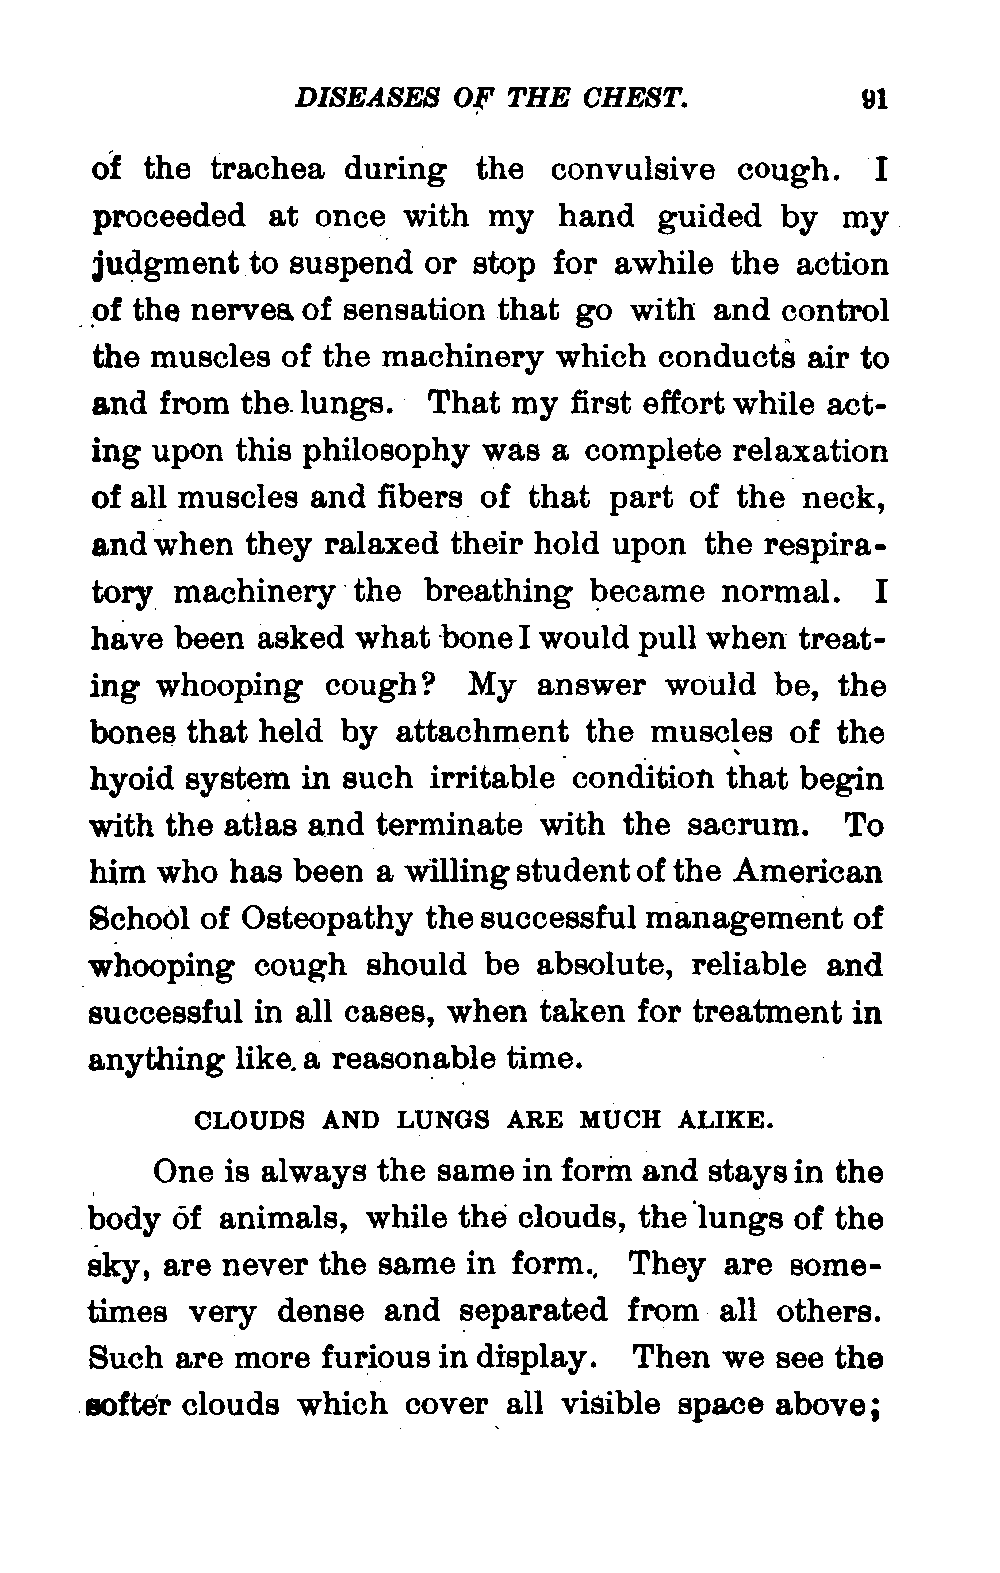 DISEASES OF THE CHEST. 91
of the trachea during the convulsive cough. I
proceeded at once with my hand guided by my
judgment to suspend or stop for awhile the action
of the nerves of sensation that go with and control
the muscles of the machinery which conducts air to
and from the lungs. That my first effort while act-
ing upon this philosophy was a complete relaxation
of all muscles and fibers of that part of the neck,
and when they ralaxed their hold upon the respira-
tory machinery the breathing became normal. I
have been asked what bone I would pull when treat-
ing whooping cough? My answer would be, the
bones that held by attachment the muscles of the
hyoid system in such irritable condition that begin
with the atlas and terminate with the sacrum. To
him who has been a willing student of the American
School of Osteopathy the successful management of
whooping cough should be absolute, reliable and
successful in all cases, when taken for treatment in
anything like a reasonable time.
CLOUDS AND LUNGS ARE MUCH ALIKE.
One is always the same in form and stays in the
body of animals, while the clouds, the lungs of the
sky, are never the same in form. They are some-
times very dense and separated from all others.
Such are more furious in display. Then we see the
softer clouds which cover all visible space above;